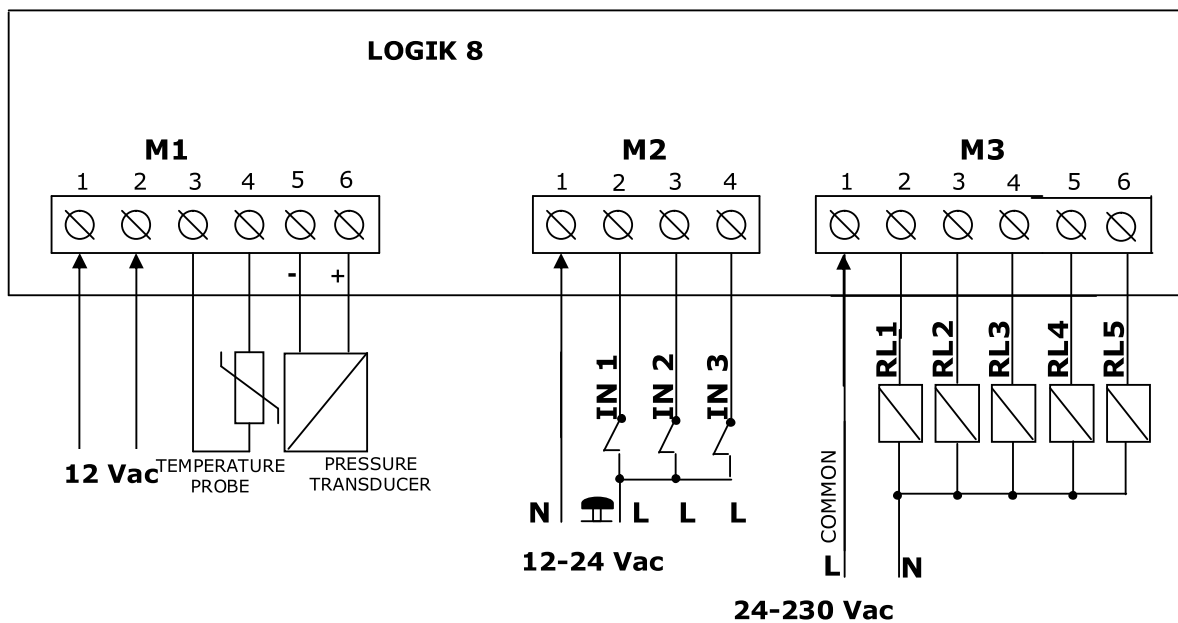 LOGIK 8
M1
M2
M3
1 2 3 4 5 6
1 2 3 4
1 2 3 4 5 6
- +
IN 1
IN 2
IN 3
RL1
RL2
RL3
RL4
RL5
12 Vac
TEMPERATURE
PROBE
PRESSURE
TRANSDUCER
N L L L
12-24 Vac
COMMON
L N
24-230 Vac